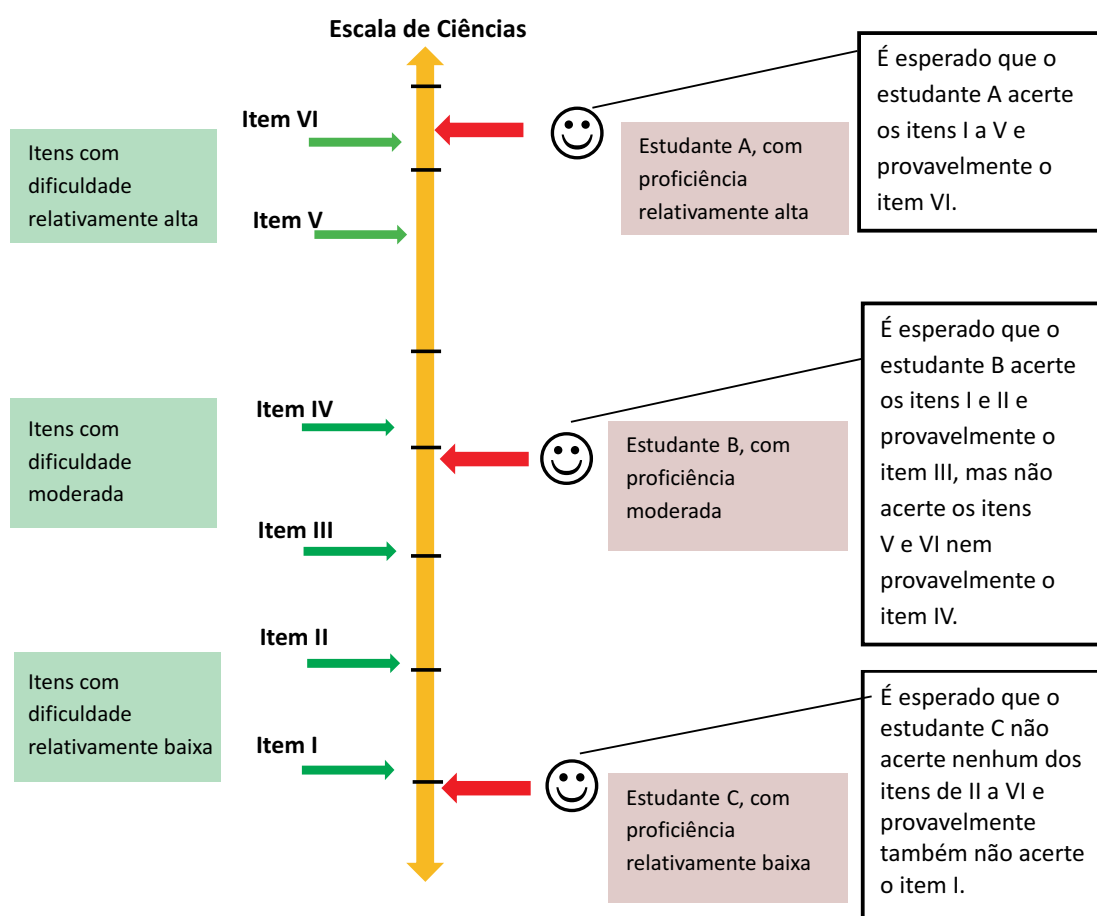 Escala de Ciências
Item VI
Item V
Item IV
Item III
Item II
Item I
Itens com
dificuldade
relativamente alta
Itens com
dificuldade
moderada
Itens com
dificuldade
relativamente baixa
Estudante A, com
proficiência
relativamente alta
Estudante B, com
proficiência
moderada
Estudante C, com
proficiência
relativamente baixa
É esperado que o
estudante A acerte
os itens I a V e
provavelmente o
item VI.
É esperado que o
estudante B acerte
os itens I e II e
provavelmente o
item III, mas não
acerte os itens
V e VI nem
provavelmente o
item IV.
É esperado que o
estudante C não
acerte nenhum dos
itens de II a VI e
provavelmente
também não acerte
o item I.